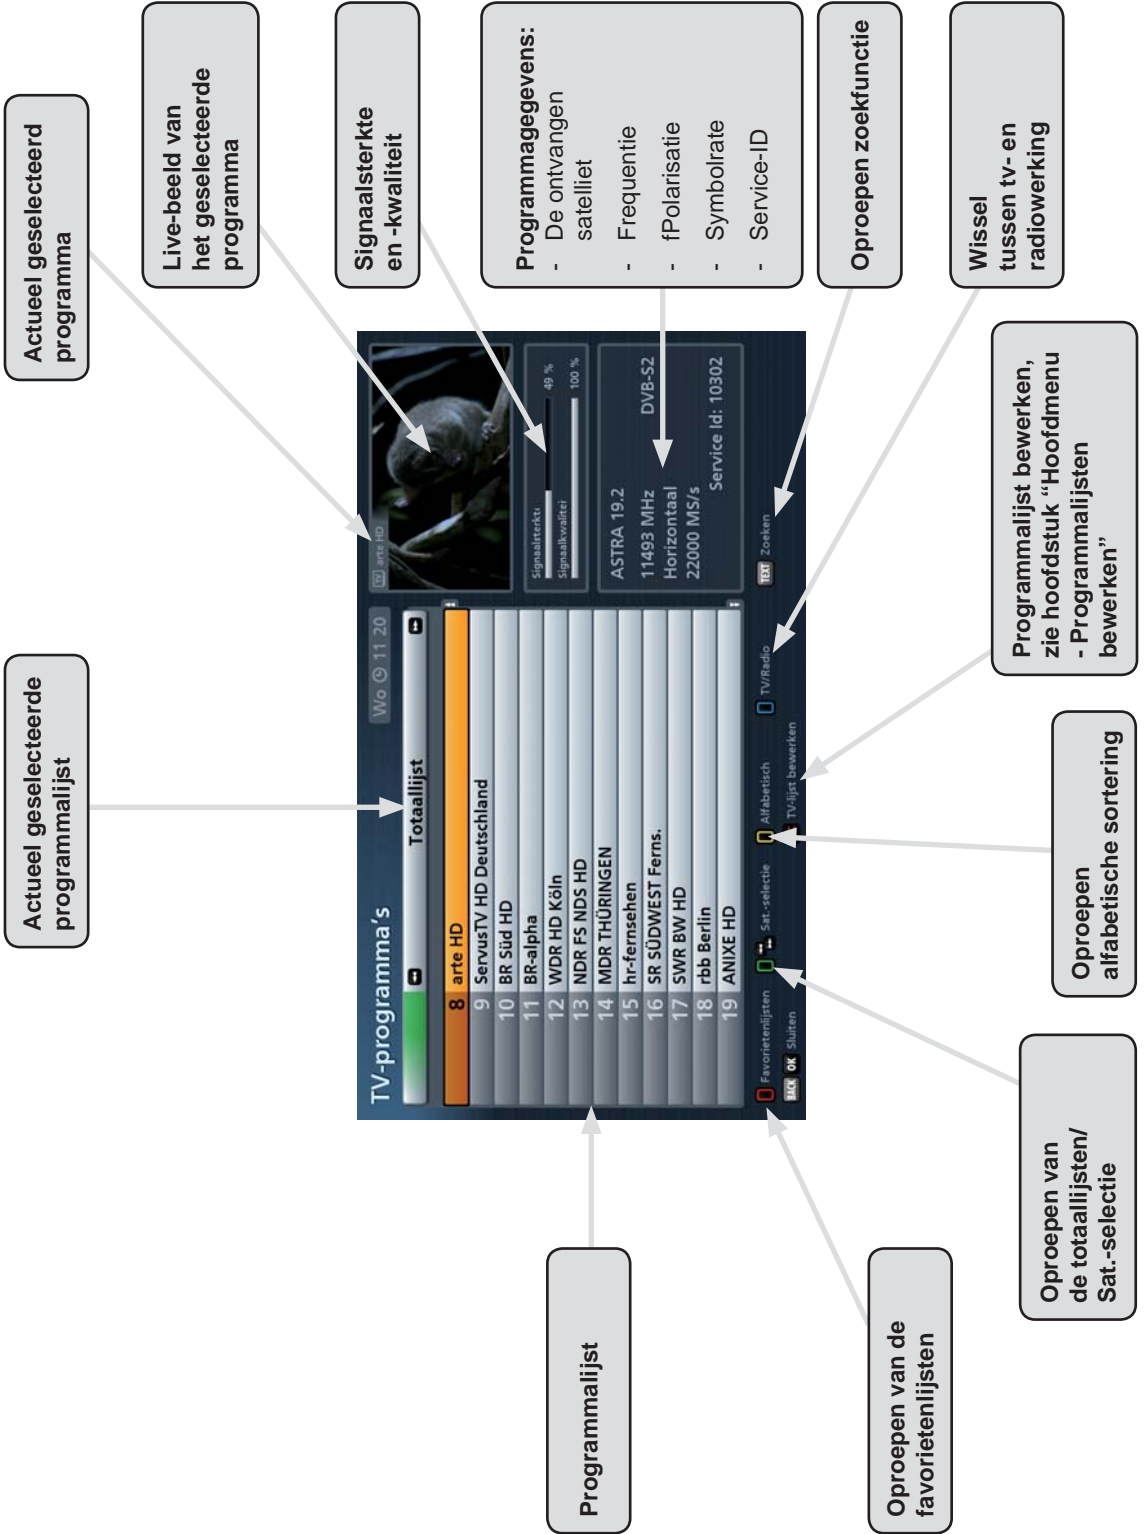 Actueel geselecteerde
programmalijst
Actueel geselecteerd
programma
Live-beeld van
het geselecteerde
programma
Signaalsterkte
en -kwaliteit
Programmagegevens:
- De ontvangen
satelliet
- Frequentie
- fPolarisatie
- Symbolrate
- Service-ID
Oproepen zoekfunctie
Wissel
tussen tv- en
radiowerking
Programmalijst bewerken,
zie hoofdstuk “Hoofdmenu
- Programmalijsten
bewerken”
Oproepen
alfabetische sortering
Oproepen van
de totaallijsten/
Sat.-selectie
Oproepen van de
favorietenlijsten
Programmalijst
TV-programma's
Wo 11 20
Totaallijst
8 arte HD
9 ServusTV HD Deutschland
10 BR Süd HD
11 BR-alpha
12 WDR HD Köln
13 NDR FS NDS HD
14 MDR THÜRINGEN
15 hr-fernsehen
16 SR SÜDWEST Ferns.
17 SWR BW HD
18 rbb Berlin
19 ANIXE HD
TV arte HD
Signaalsterkte 49 %
Signaalkwaliteit 100 %
ASTRA 19.2
11493 MHz DVB-S2
Horizontaal
22000 MS/s
Service Id: 10302
Favorietenlijsten Sat.-selectie Alfabetisch TV/Radio TEXT Zoeken
BACK OK Sluiten TV-lijst bewerken